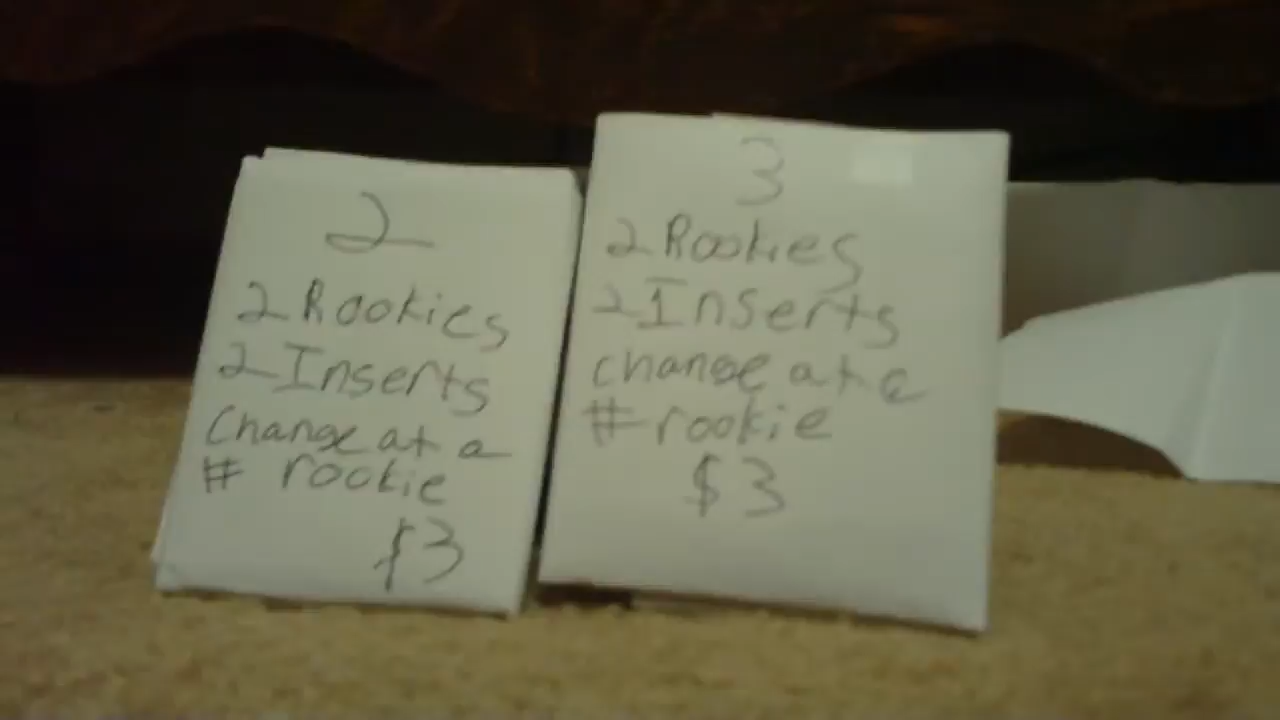 2
2 Rookies
2 Inserts
Change at a
# rookie
$3
3
2 Rookies
2 Inserts
change at a
# rookie
$3